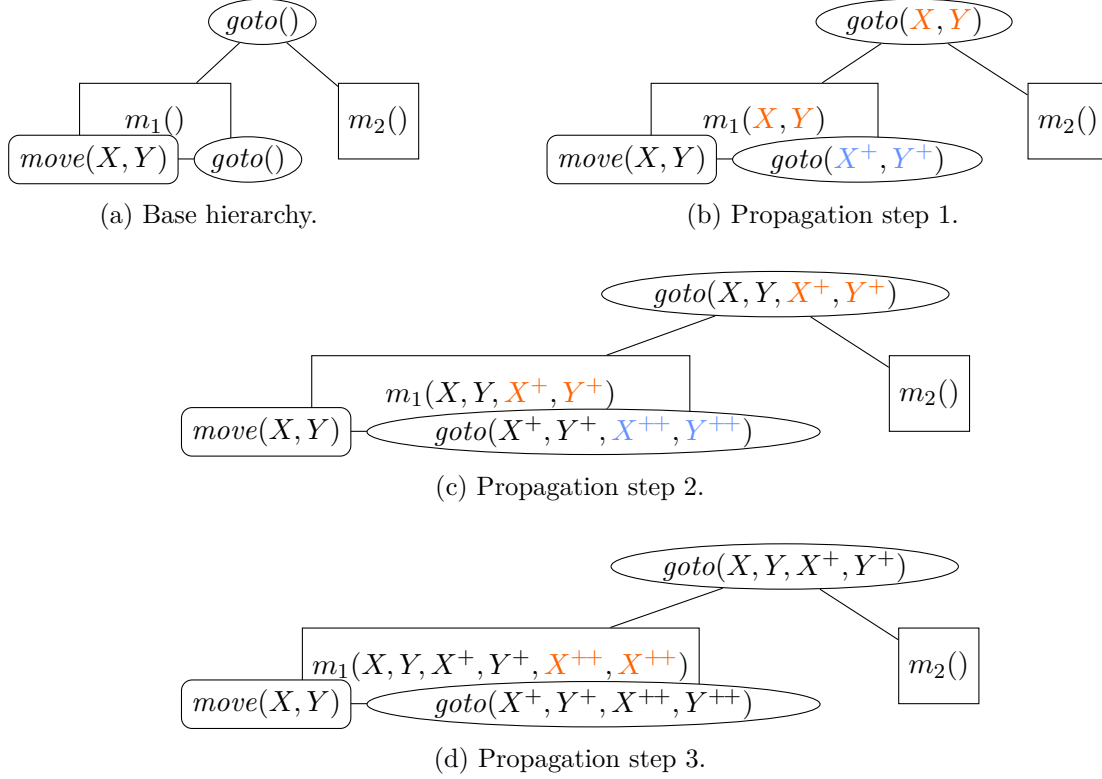 goto()
m₁()
m₂()
move(X, Y)
goto()
(a) Base hierarchy.
goto(X, Y)
m₁(X, Y)
m₂()
move(X, Y)
goto(X⁺, Y⁺)
(b) Propagation step 1.
goto(X, Y, X⁺, Y⁺)
m₁(X, Y, X⁺, Y⁺)
m₂()
move(X, Y)
goto(X⁺, Y⁺, X⁺⁺, Y⁺⁺)
(c) Propagation step 2.
goto(X, Y, X⁺, Y⁺)
m₁(X, Y, X⁺, Y⁺, X⁺⁺, X⁺⁺)
m₂()
move(X, Y)
goto(X⁺, Y⁺, X⁺⁺, Y⁺⁺)
(d) Propagation step 3.